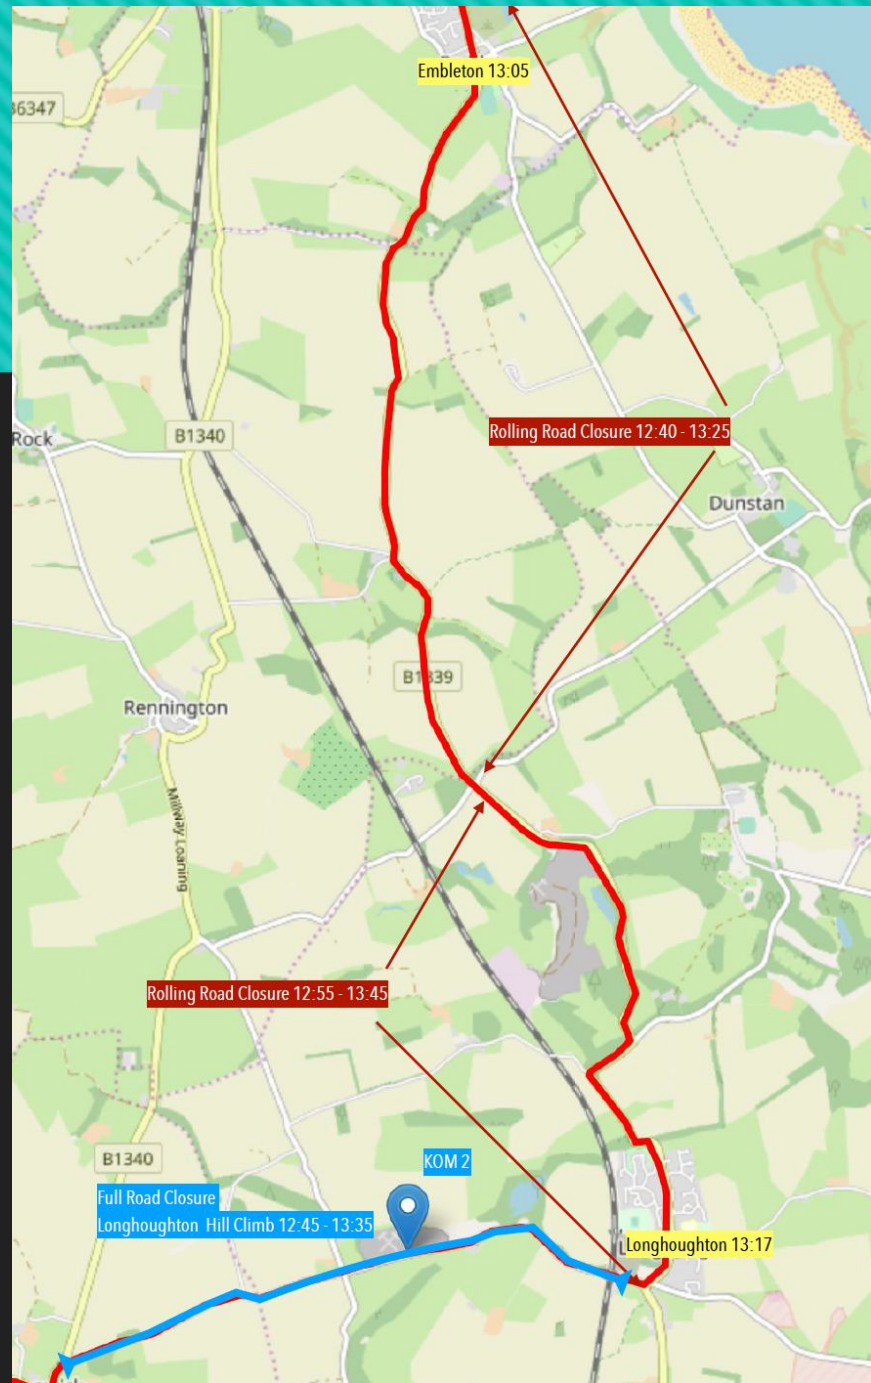 Embleton 13:05
B6347
Rolling Road Closure 12:40 - 13:25
Rock
B1340
Dunstan
B1339
Rennington
Millway Loaning
Rolling Road Closure 12:55 - 13:45
B1340
KOM 2
Full Road Closure
Longhoughton Hill Climb 12:45 - 13:35
Longhoughton 13:17